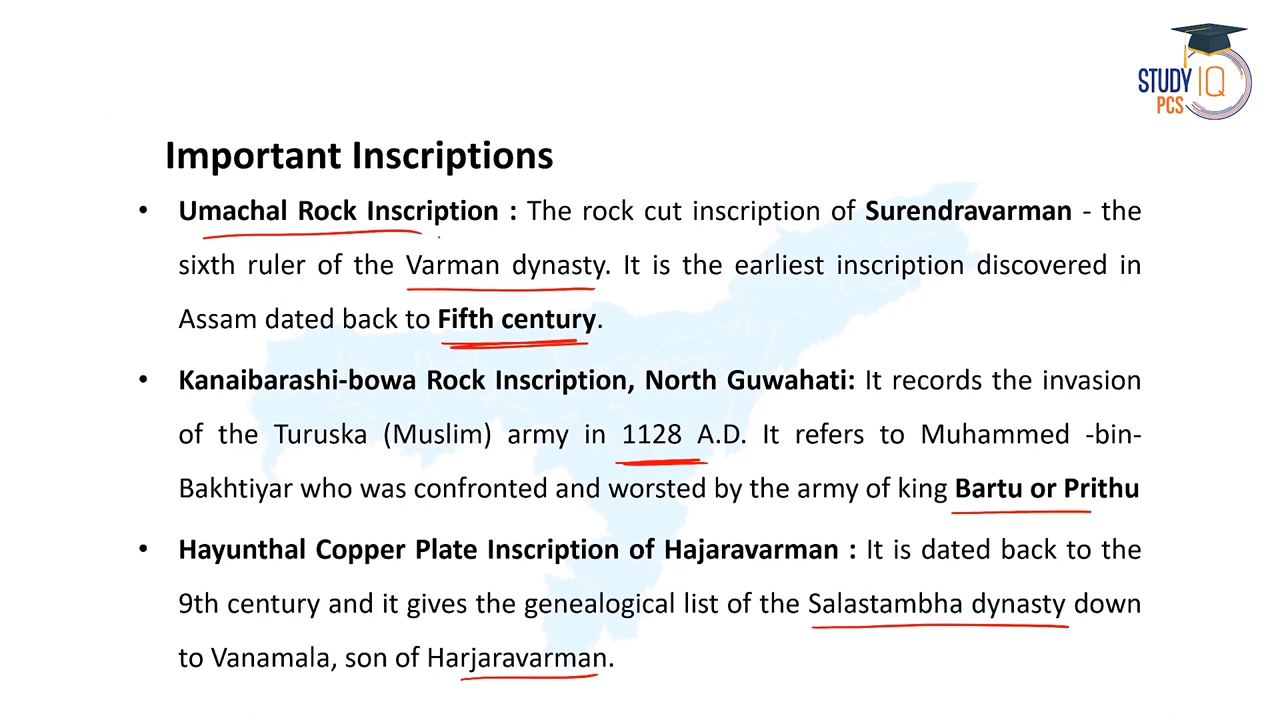 STUDY IQ
PCS
Important Inscriptions
• Umachal Rock Inscription : The rock cut inscription of Surendravarman - the
sixth ruler of the Varman dynasty. It is the earliest inscription discovered in
Assam dated back to Fifth century.
• Kanaibarashi-bowa Rock Inscription, North Guwahati: It records the invasion
of the Turuska (Muslim) army in 1128 A.D. It refers to Muhammed -bin-
Bakhtiyar who was confronted and worsted by the army of king Bartu or Prithu
• Hayunthal Copper Plate Inscription of Hajaravarman : It is dated back to the
9th century and it gives the genealogical list of the Salastambha dynasty down
to Vanamala, son of Harjaravarman.